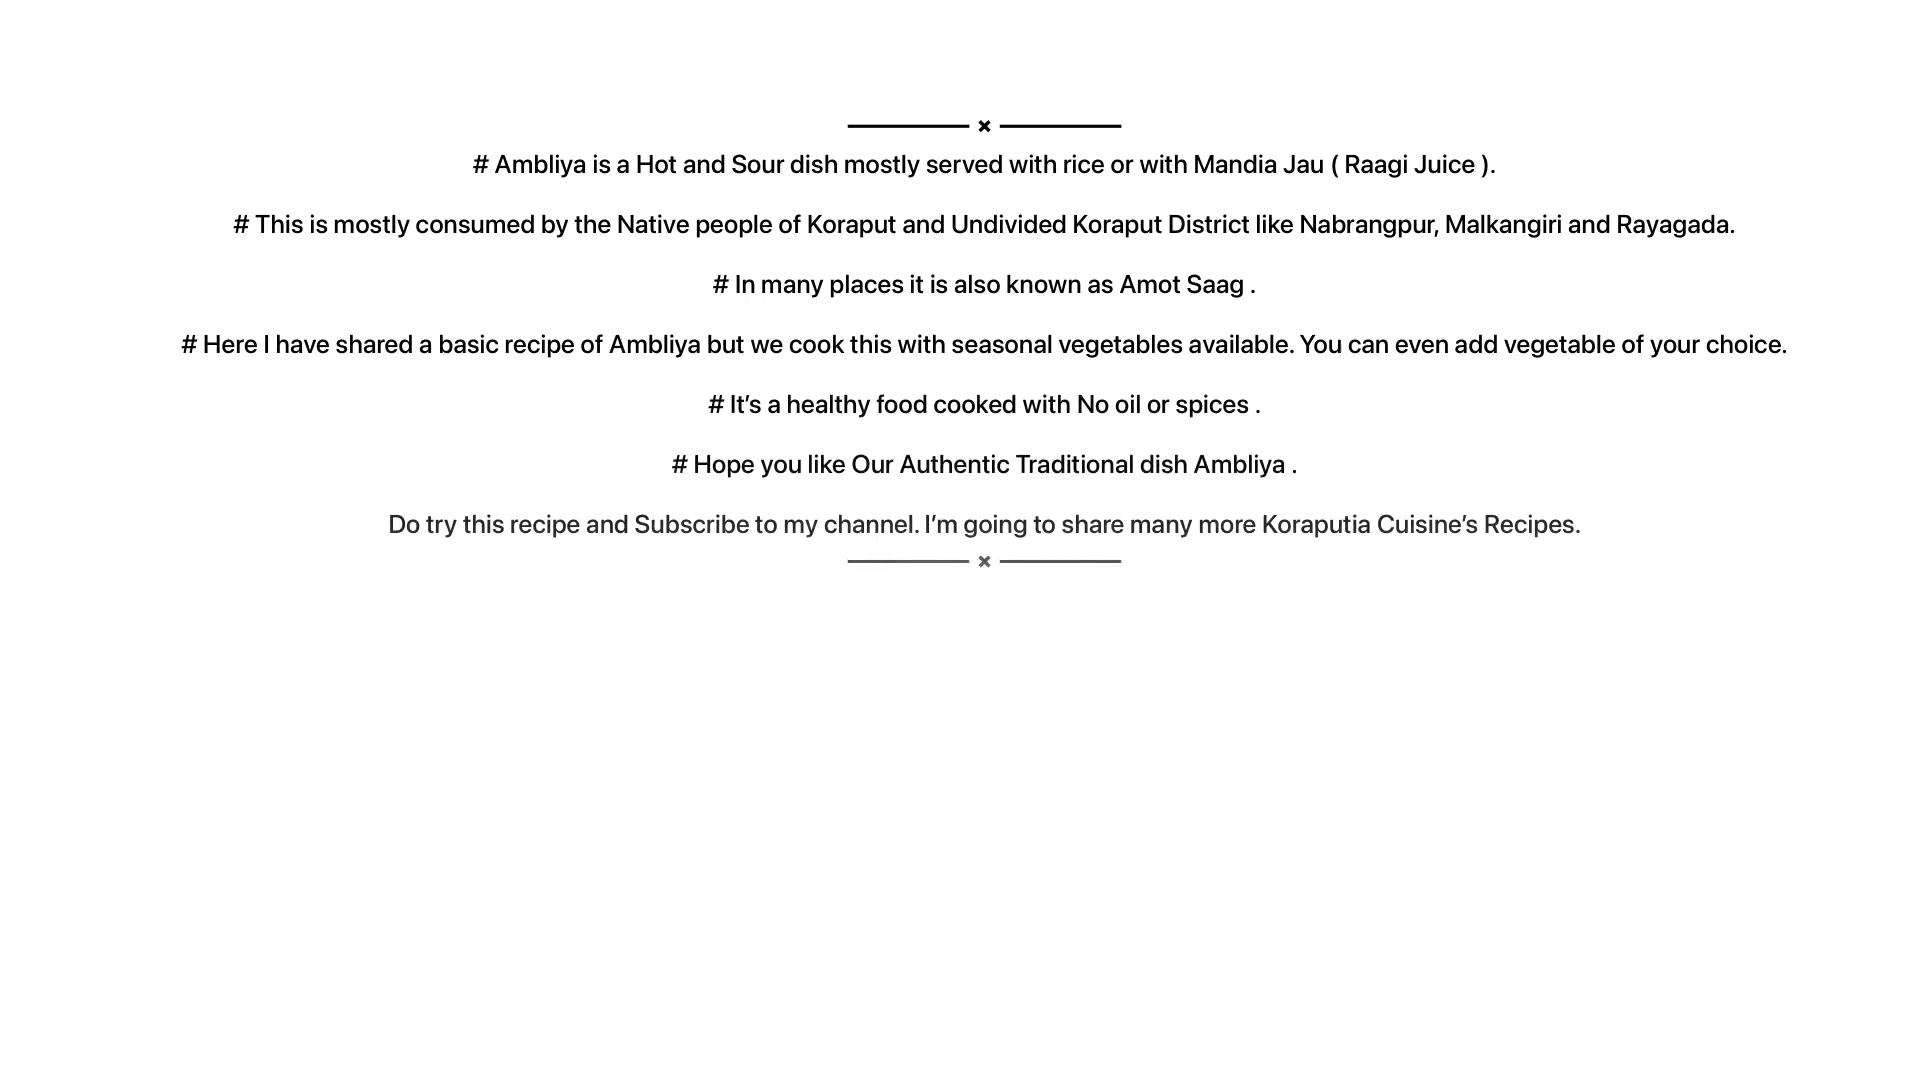 # Ambliya is a Hot and Sour dish mostly served with rice or with Mandia Jau ( Raagi Juice ).
# This is mostly consumed by the Native people of Koraput and Undivided Koraput District like Nabrangpur, Malkangiri and Rayagada.
# In many places it is also known as Amot Saag .
# Here I have shared a basic recipe of Ambliya but we cook this with seasonal vegetables available. You can even add vegetable of your choice.
# It’s a healthy food cooked with No oil or spices .
# Hope you like Our Authentic Traditional dish Ambliya .
Do try this recipe and Subscribe to my channel. I’m going to share many more Koraputia Cuisine’s Recipes.